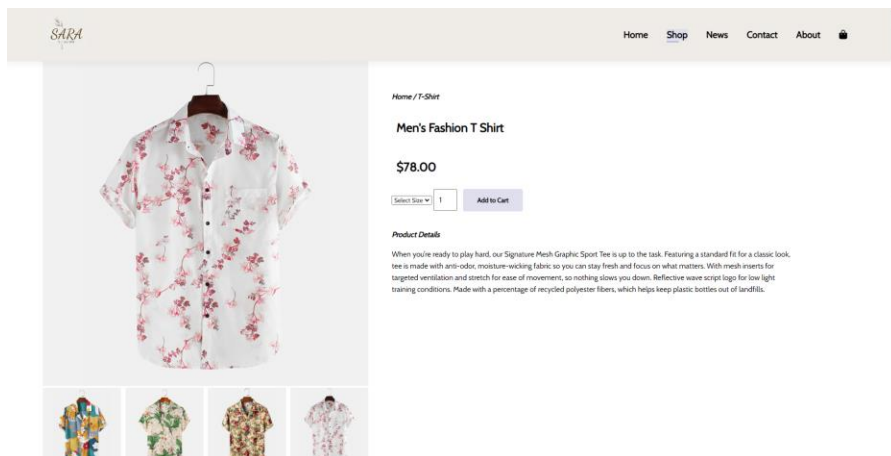 SARA
Home Shop News Contact About
Home / T-Shirt
Men's Fashion T Shirt
$78.00
Select Size 1 Add to Cart
Product Details
When you're ready to play hard, our Signature Mesh Graphic Sport Tee is up to the task. Featuring a standard fit for a classic look,
tee is made with anti-odor, moisture-wicking fabric so you can stay fresh and focus on what matters. With mesh inserts for
targeted ventilation and stretch for ease of movement, so nothing slows you down. Reflective wave script logo for low light
training conditions. Made with a percentage of recycled polyester fibers, which helps keep plastic bottles out of landfills.